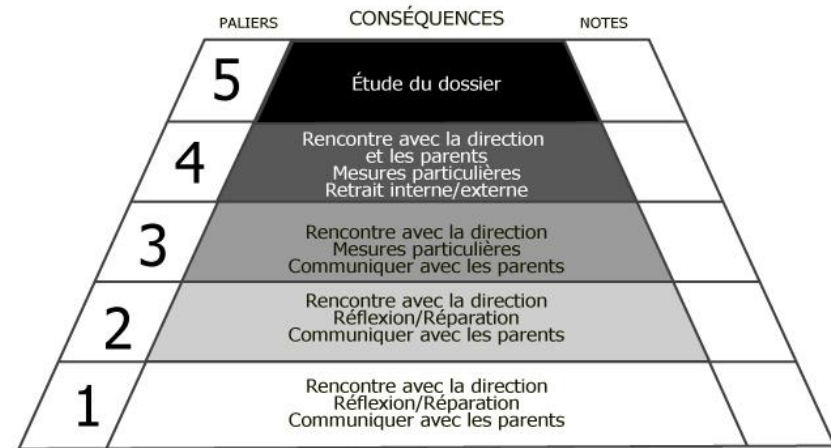 PALIERS CONSÉQUENCES NOTES
5
Étude du dossier
4
Rencontre avec la direction
et les parents
Mesures particulières
Retrait interne/externe
3
Rencontre avec la direction
Mesures particulières
Communiquer avec les parents
2
Rencontre avec la direction
Réflexion/Réparation
Communiquer avec les parents
1
Rencontre avec la direction
Réflexion/Réparation
Communiquer avec les parents